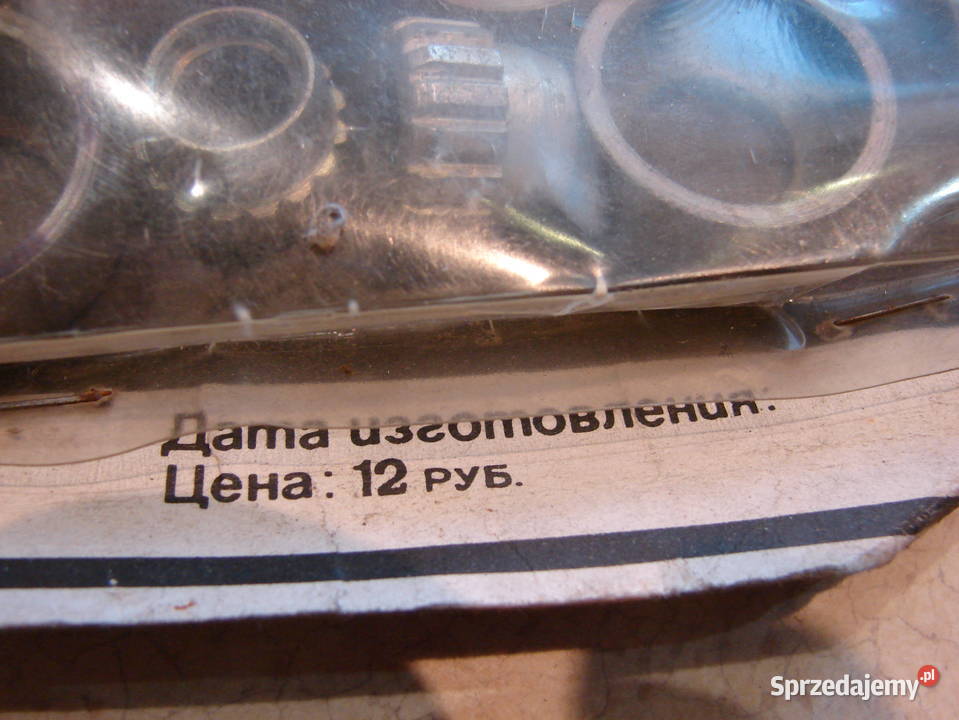 Дата изготовления:
Цена: 12 РУБ.
Sprzedajemy.pl